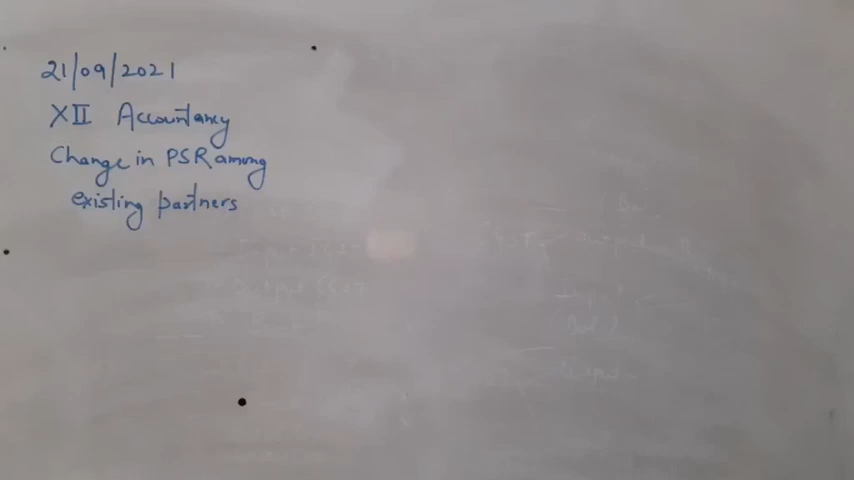 21/09/2021
XII Accountancy
Change in PSR among
existing partners